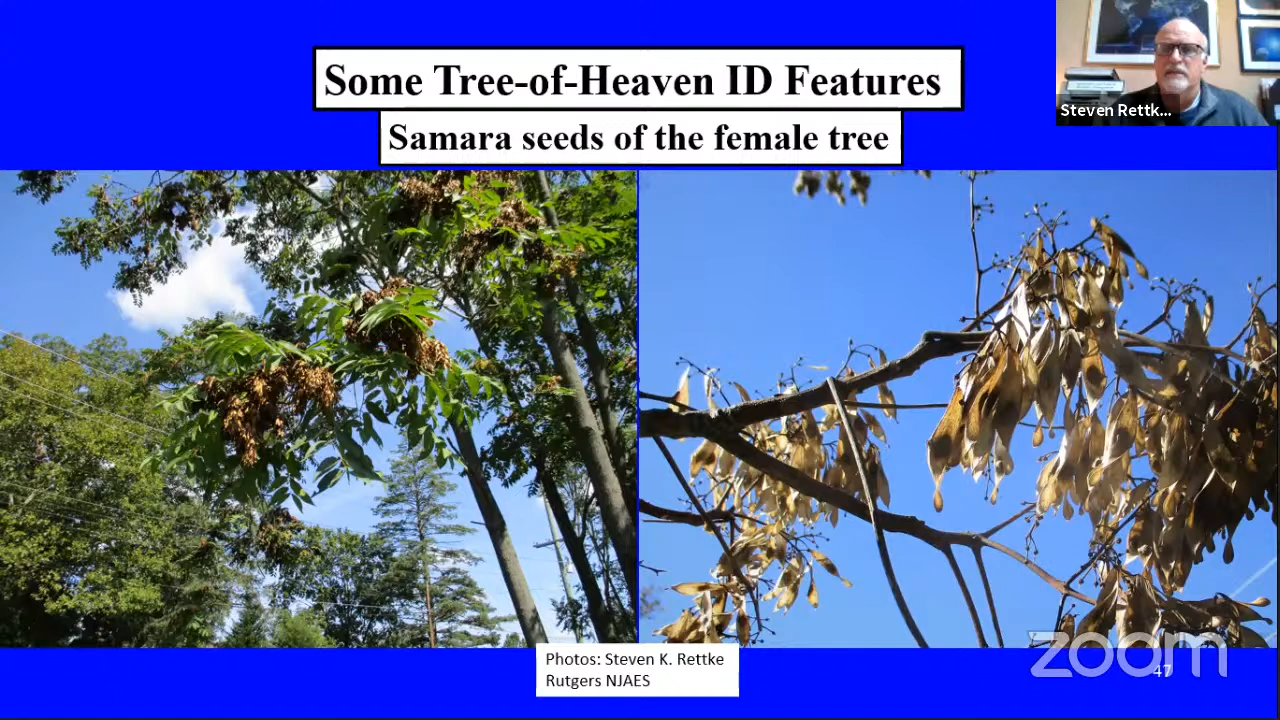 Some Tree-of-Heaven ID Features
Samara seeds of the female tree
Steven Rettk...
Photos: Steven K. Rettke
Rutgers NJAES
zoom
47